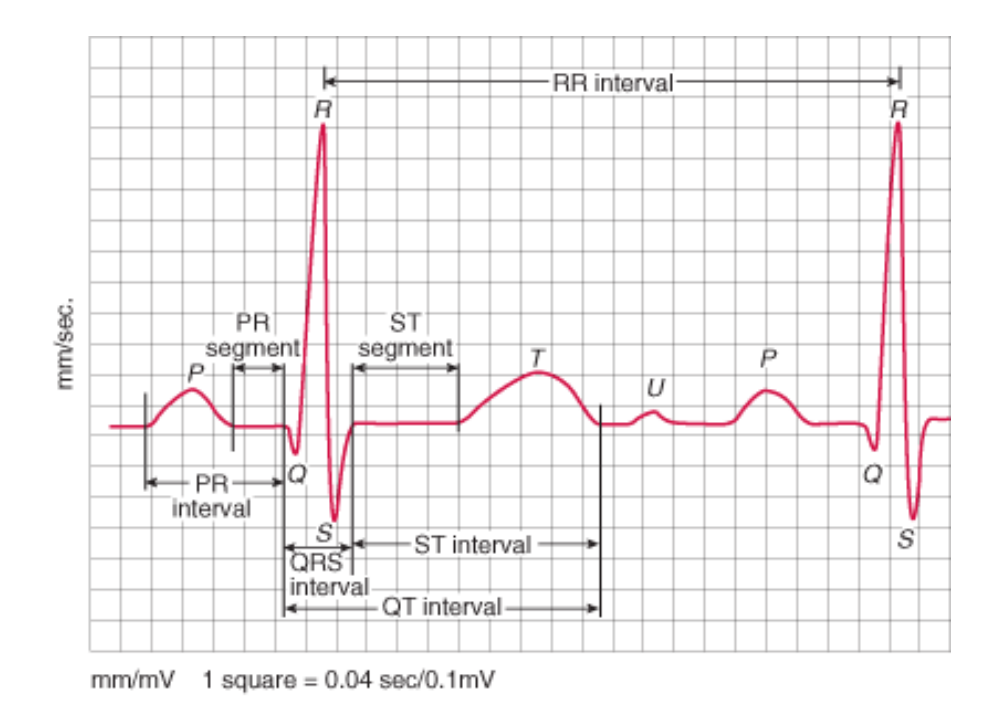 RR interval
R
R
mm/sec.
PR
segment
ST
segment
P
T
U
P
Q
Q
PR
interval
S
S
ST interval
QRS
interval
QT interval
mm/mV 1 square = 0.04 sec/0.1mV